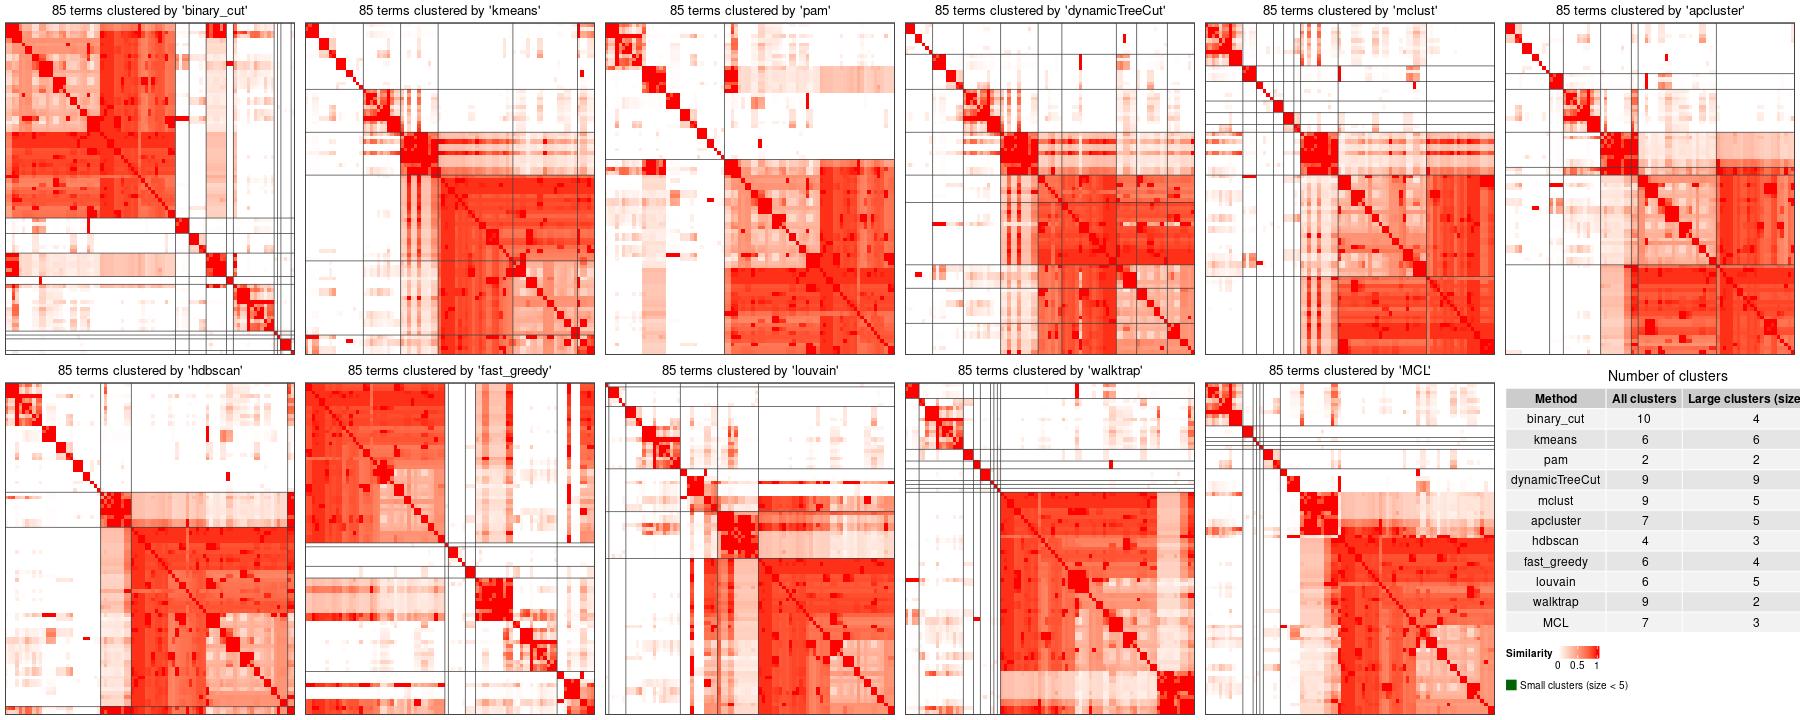 85 terms clustered by 'binary_cut'
85 terms clustered by 'kmeans'
85 terms clustered by 'pam'
85 terms clustered by 'dynamicTreeCut'
85 terms clustered by 'mclust'
85 terms clustered by 'apcluster'
85 terms clustered by 'hdbscan'
85 terms clustered by 'fast_greedy'
85 terms clustered by 'louvain'
85 terms clustered by 'walktrap'
85 terms clustered by 'MCL'
Number of clusters
Method All clusters Large clusters (size
binary_cut 10 4
kmeans 6 6
pam 2 2
dynamicTreeCut 9 9
mclust 9 5
apcluster 7 5
hdbscan 4 3
fast_greedy 6 4
louvain 6 5
walktrap 9 2
MCL 7 3
Similarity
0 0.5 1
Small clusters (size < 5)